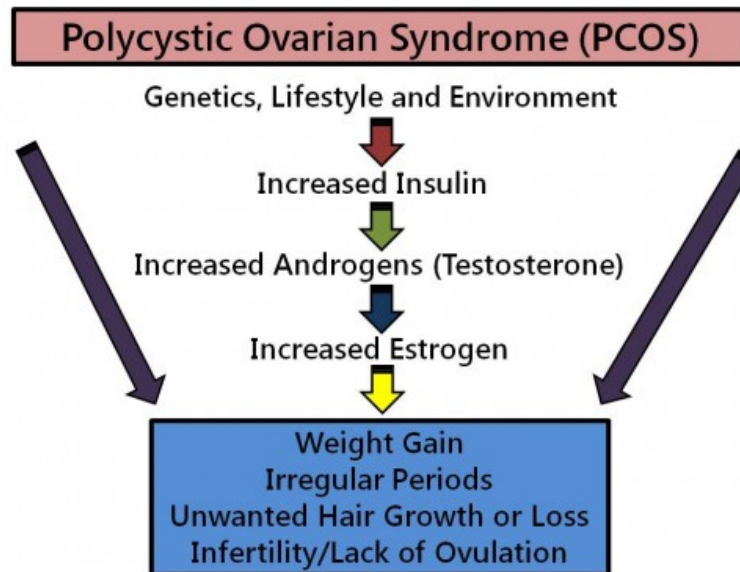 Polycystic Ovarian Syndrome (PCOS)
Genetics, Lifestyle and Environment
Increased Insulin
Increased Androgens (Testosterone)
Increased Estrogen
Weight Gain
Irregular Periods
Unwanted Hair Growth or Loss
Infertility/Lack of Ovulation